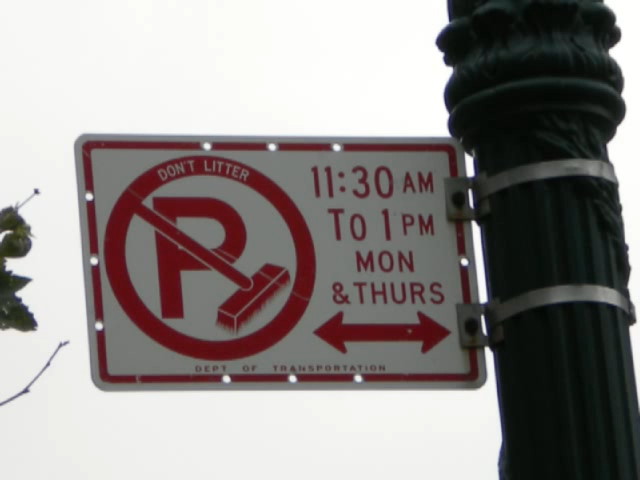 DON'T LITTER
P
11:30 AM
TO 1 PM
MON
& THURS
DEPT OF TRANSPORTATION